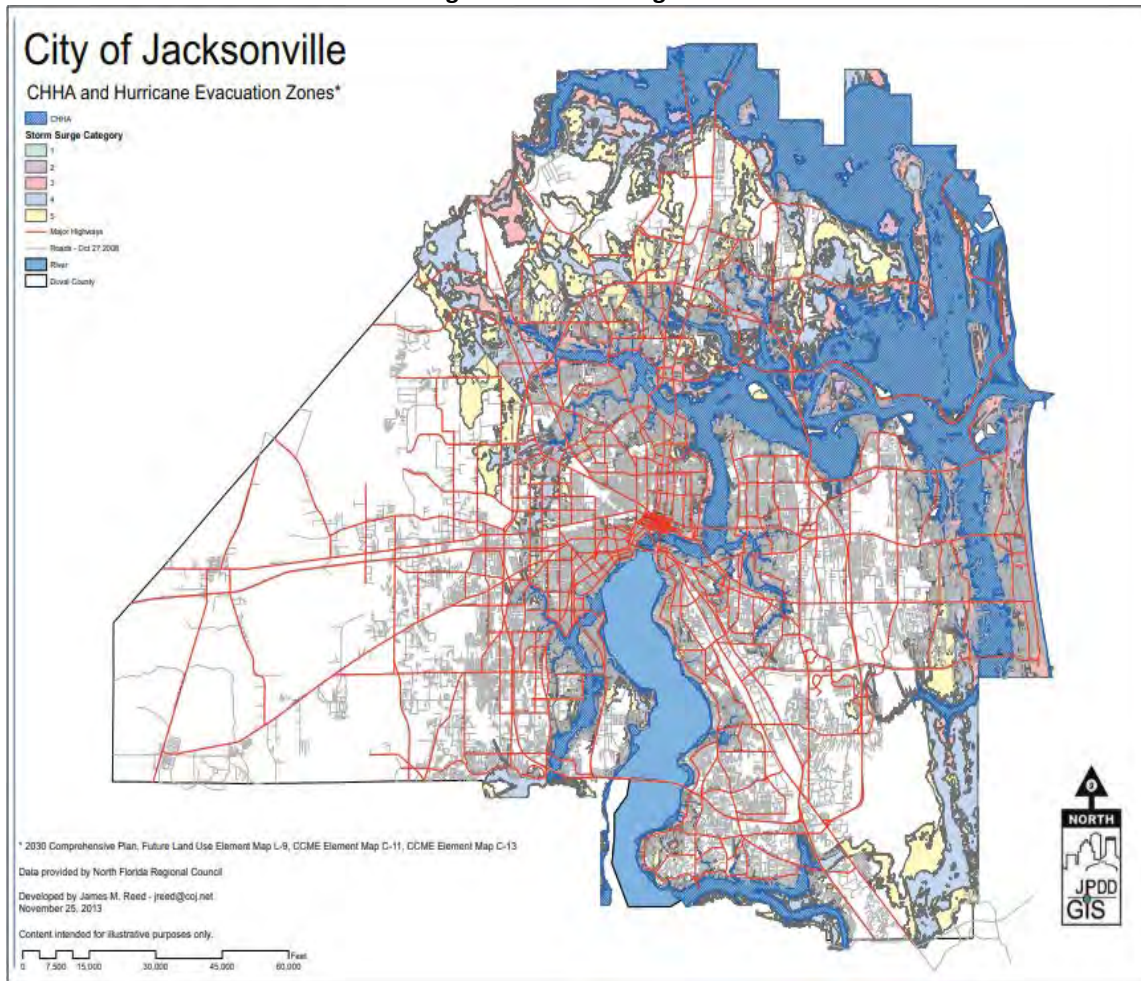 City of Jacksonville
CHHA and Hurricane Evacuation Zones*
CHHA
Storm Surge Category
1
2
3
4
5
Major Highways
Roads - Oct 27 2008
River
Duval County
* 2030 Comprehensive Plan, Future Land Use Element Map L-9, CCME Element Map C-11, CCME Element Map C-13
Data provided by North Florida Regional Council
Developed by James M. Reed - jreed@coj.net
November 25, 2013
Content intended for illustrative purposes only.
Feet
0 7,500 15,000 30,000 45,000 60,000
NORTH
JPDD
GIS